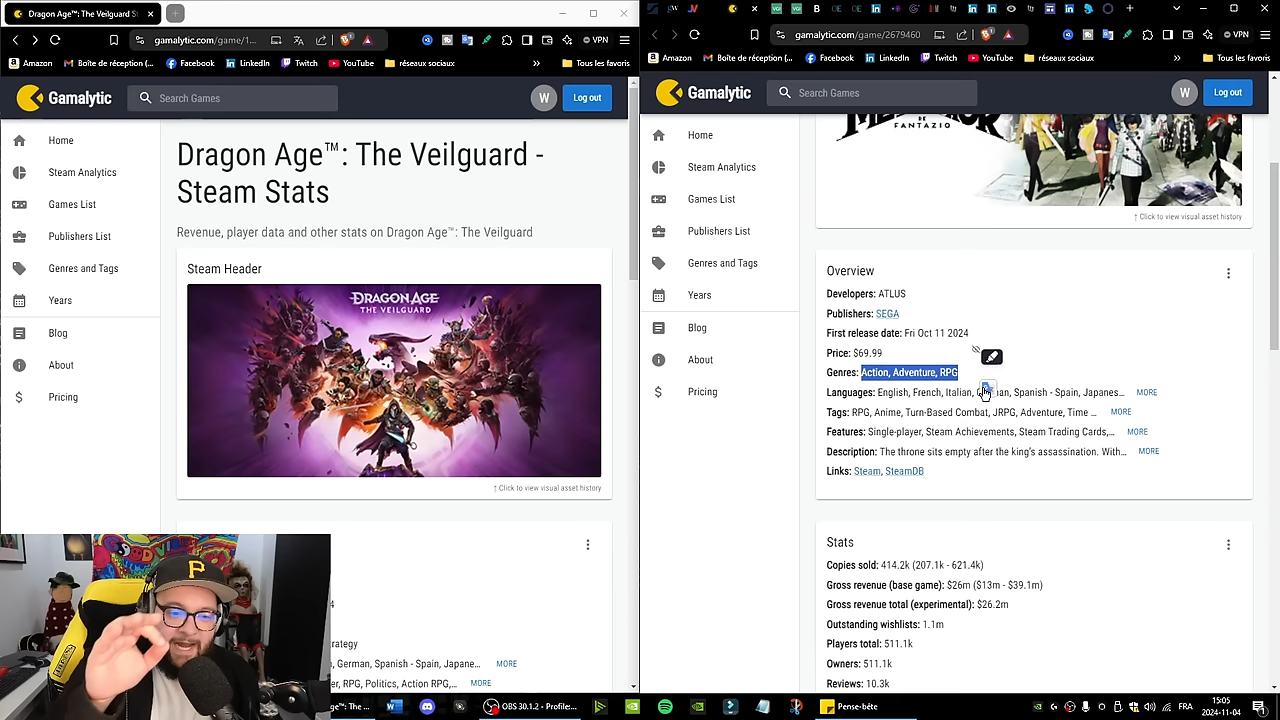 Dragon Age™: The Veilguard - S
gamalytic.com/game/1...
VPN
Amazon
Boîte de réception (...
Facebook
LinkedIn
Twitch
YouTube
réseaux sociaux
Tous les favoris
Gamalytic
Search Games
W
Log out
Home
Steam Analytics
Games List
Publishers List
Genres and Tags
Years
Blog
About
Pricing
Dragon Age™: The Veilguard -
Steam Stats
Revenue, player data and other stats on Dragon Age™: The Veilguard
Steam Header
DRAGON AGE
THE VEILGUARD
↑ Click to view visual asset history
4
rategy
, German, Spanish - Spain, Japane... MORE
er, RPG, Politics, Action RPG,... MORE
gamalytic.com/game/2679460
VPN
Amazon
Boîte de réception (...
Facebook
LinkedIn
Twitch
YouTube
réseaux sociaux
Tous les favoris
Gamalytic
Search Games
W
Log out
Home
Steam Analytics
Games List
Publishers List
Genres and Tags
Years
Blog
About
Pricing
DE FANTAZIO
↑ Click to view visual asset history
Overview
Developers: ATLUS
Publishers: SEGA
First release date: Fri Oct 11 2024
Price: $69.99
Genres: Action, Adventure, RPG
Languages: English, French, Italian, an, Spanish - Spain, Japanes... MORE
Tags: RPG, Anime, Turn-Based Combat, JRPG, Adventure, Time ... MORE
Features: Single-player, Steam Achievements, Steam Trading Cards,... MORE
Description: The throne sits empty after the king's assassination. With... MORE
Links: Steam, SteamDB
Stats
Copies sold: 414.2k (207.1k - 621.4k)
Gross revenue (base game): $26m ($13m - $39.1m)
Gross revenue total (experimental): $26.2m
Outstanding wishlists: 1.1m
Players total: 511.1k
Owners: 511.1k
Reviews: 10.3k
P
ge™: The ...
OBS 30.1.2 - Profile...
Pense-bête
FRA
15:05
2024-11-04